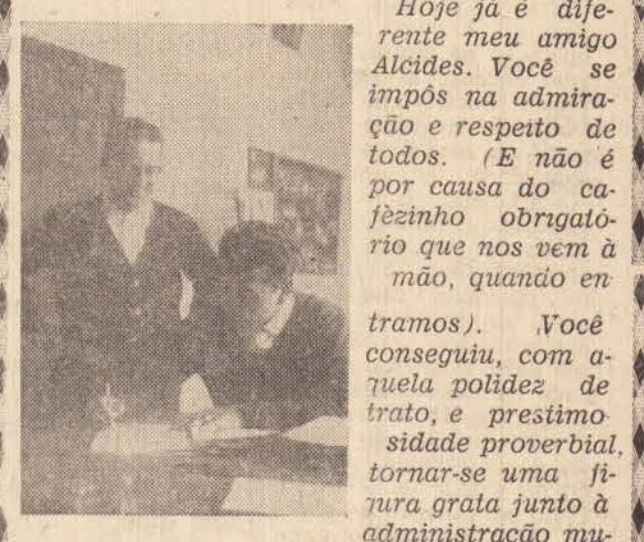 Hoje já é dife-
rente meu amigo
Alcides. Você se
impôs na admira-
ção e respeito de
todos. (E não é
por causa do ca-
fèzinho obrigató-
rio que nos vem à
mão, quando en-
tramos). Você
conseguiu, com a-
quela polidez de
trato, e prestimo-
sidade proverbial,
tornar-se uma fi-
gura grata junto à
administração mu-